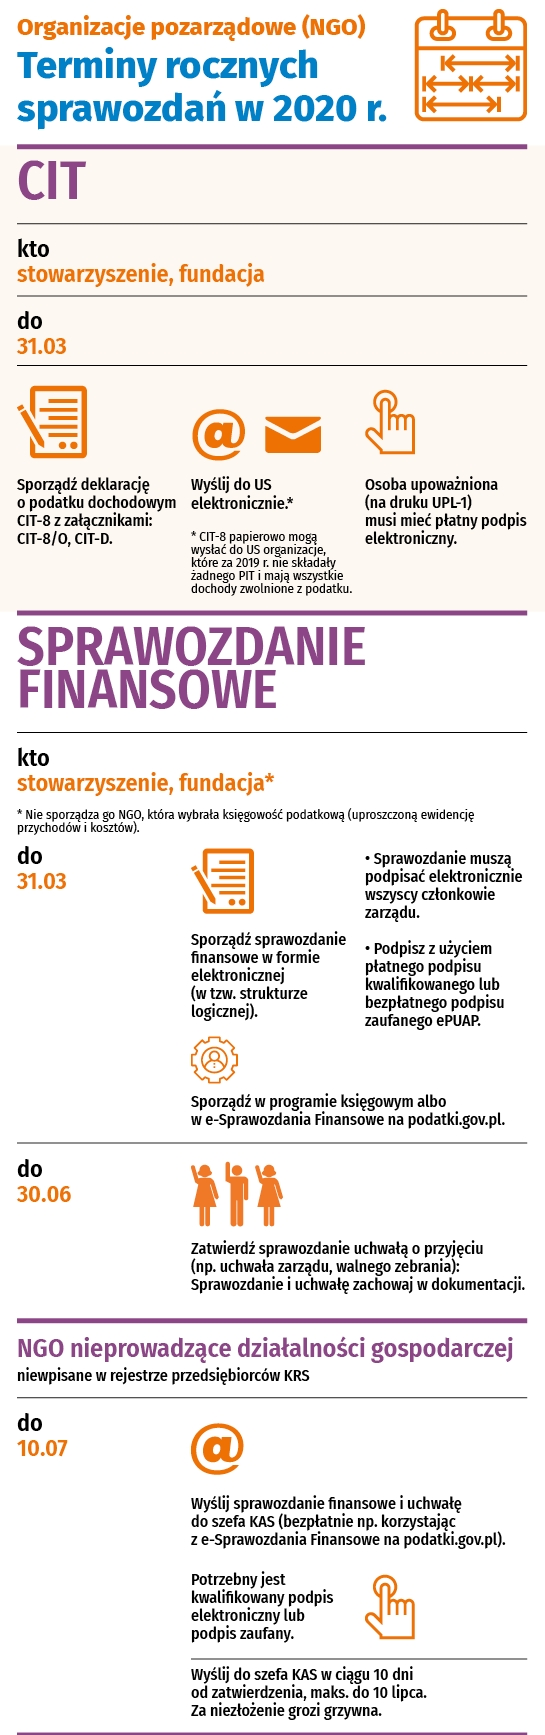 Organizacje pozarządowe (NGO)
Terminy rocznych
sprawozdań w 2020 r.
CIT
kto
stowarzyszenie, fundacja
do
31.03
Sporządź deklarację
o podatku dochodowym
CIT-8 z załącznikami:
CIT-8/O, CIT-D.
Wyślij do US
elektronicznie.*
* CIT-8 papierowo mogą
wysłać do US organizacje,
które za 2019 r. nie składały
żadnego PIT i mają wszystkie
dochody zwolnione z podatku.
Osoba upoważniona
(na druku UPL-1)
musi mieć płatny podpis
elektroniczny.
SPRAWOZDANIE
FINANSOWE
kto
stowarzyszenie, fundacja*
* Nie sporządza go NGO, która wybrała księgowość podatkową (uproszczoną ewidencję
przychodów i kosztów).
do
31.03
Sporządź sprawozdanie
finansowe w formie
elektronicznej
(w tzw. strukturze
logicznej).
• Sprawozdanie muszą
podpisać elektronicznie
wszyscy członkowie
zarządu.
• Podpisz z użyciem
płatnego podpisu
kwalifikowanego lub
bezpłatnego podpisu
zaufanego ePUAP.
Sporządź w programie księgowym albo
w e-Sprawozdania Finansowe na podatki.gov.pl.
do
30.06
Zatwierdź sprawozdanie uchwałą o przyjęciu
(np. uchwała zarządu, walnego zebrania):
Sprawozdanie i uchwałę zachowaj w dokumentacji.
NGO nieprowadzące działalności gospodarczej
niewpisane w rejestrze przedsiębiorców KRS
do
10.07
Wyślij sprawozdanie finansowe i uchwałę
do szefa KAS (bezpłatnie np. korzystając
z e-Sprawozdania Finansowe na podatki.gov.pl).
Potrzebny jest
kwalifikowany podpis
elektroniczny lub
podpis zaufany.
Wyślij do szefa KAS w ciągu 10 dni
od zatwierdzenia, maks. do 10 lipca.
Za niezłożenie grozi grzywna.